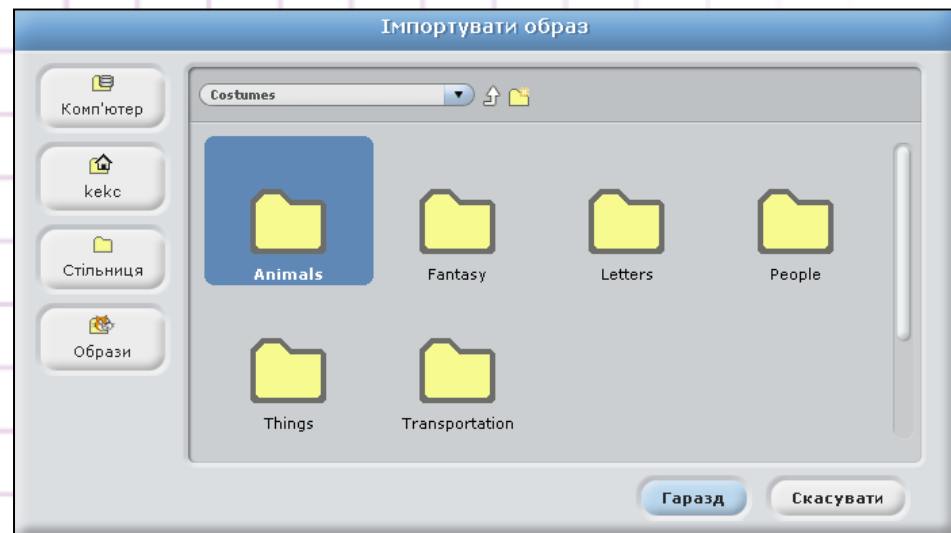 Імпортувати образ
Комп'ютер
kekc
Стільниця
Образи
Costumes
Animals
Fantasy
Letters
People
Things
Transportation
Гаразд
Скасувати